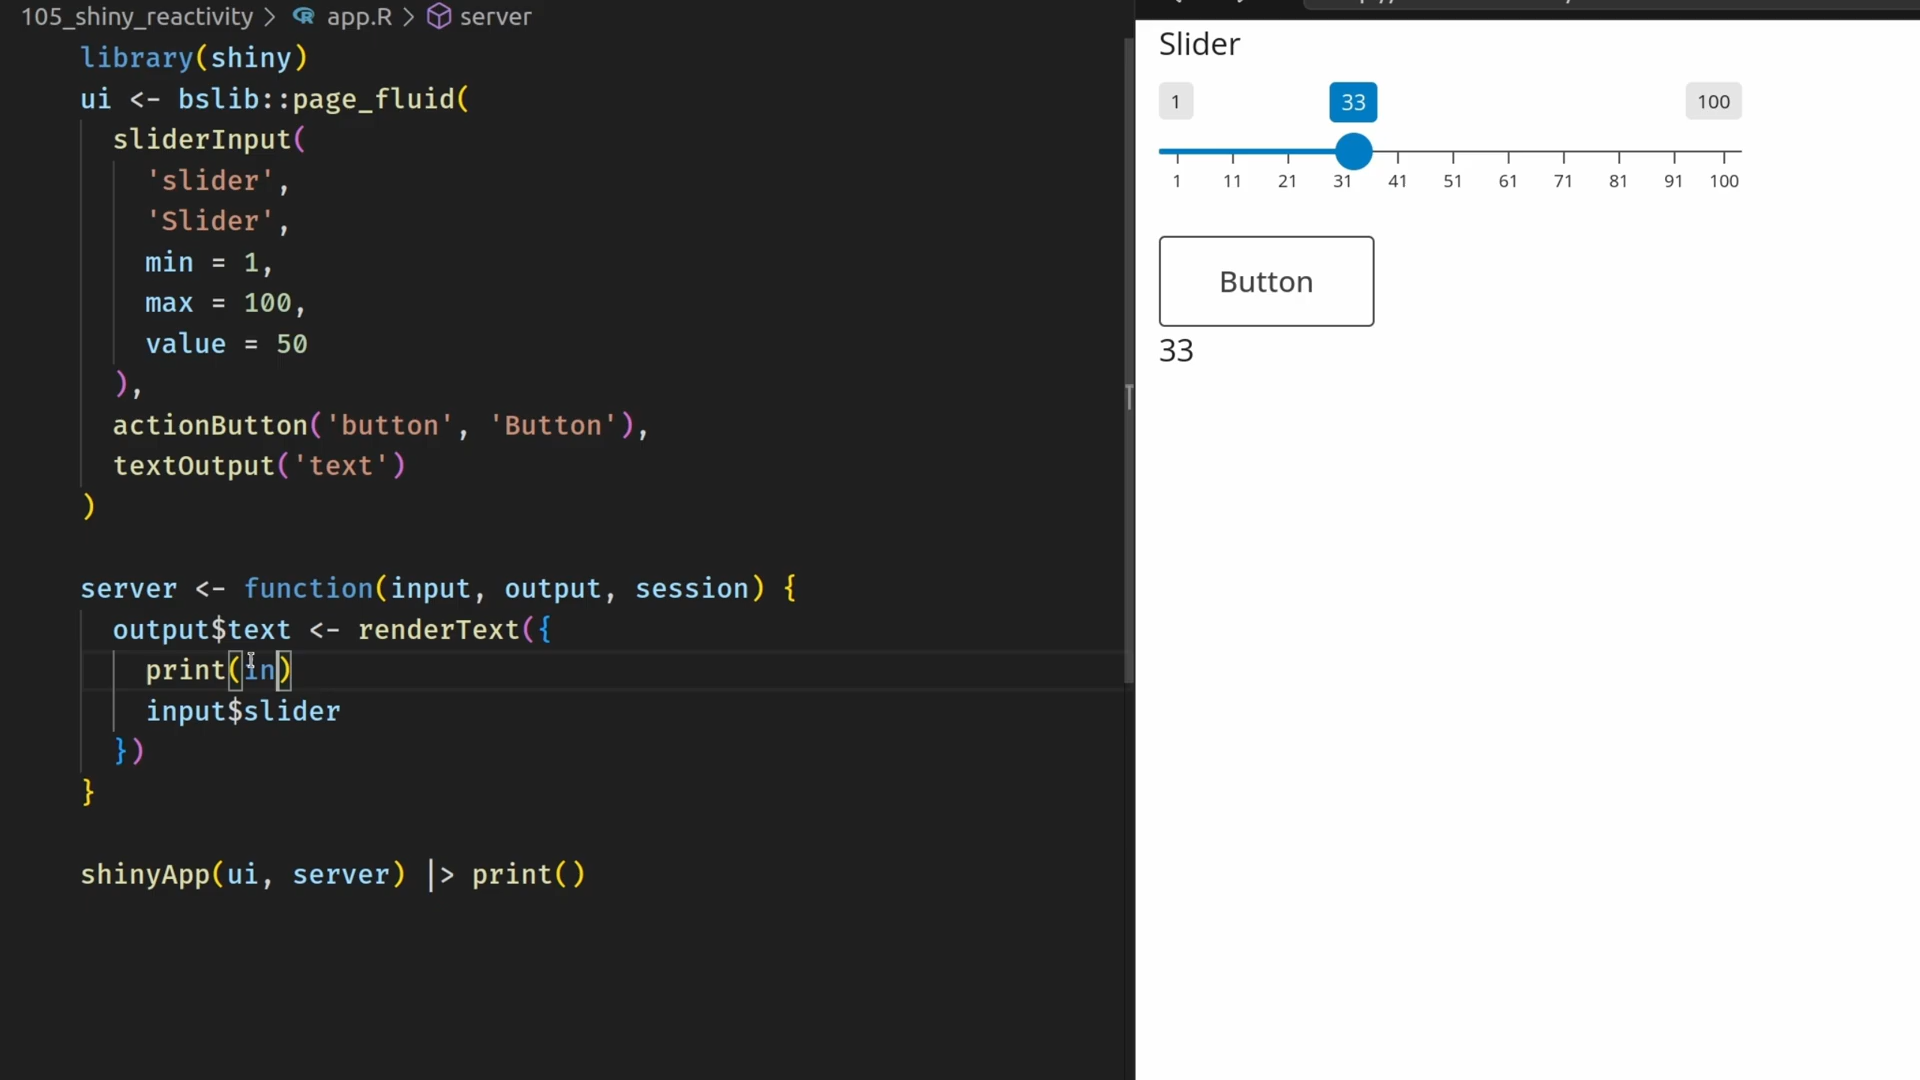 105_shiny_reactivity > app.R > server
library(shiny)
ui <- bslib::page_fluid(
sliderInput(
'slider',
'Slider',
min = 1,
max = 100,
value = 50
),
actionButton('button', 'Button'),
textOutput('text')
)
server <- function(input, output, session) {
output$text <- renderText({
print(in)
input$slider
})
}
shinyApp(ui, server) |> print()
Slider
1 33 100
1 11 21 31 41 51 61 71 81 91 100
Button
33